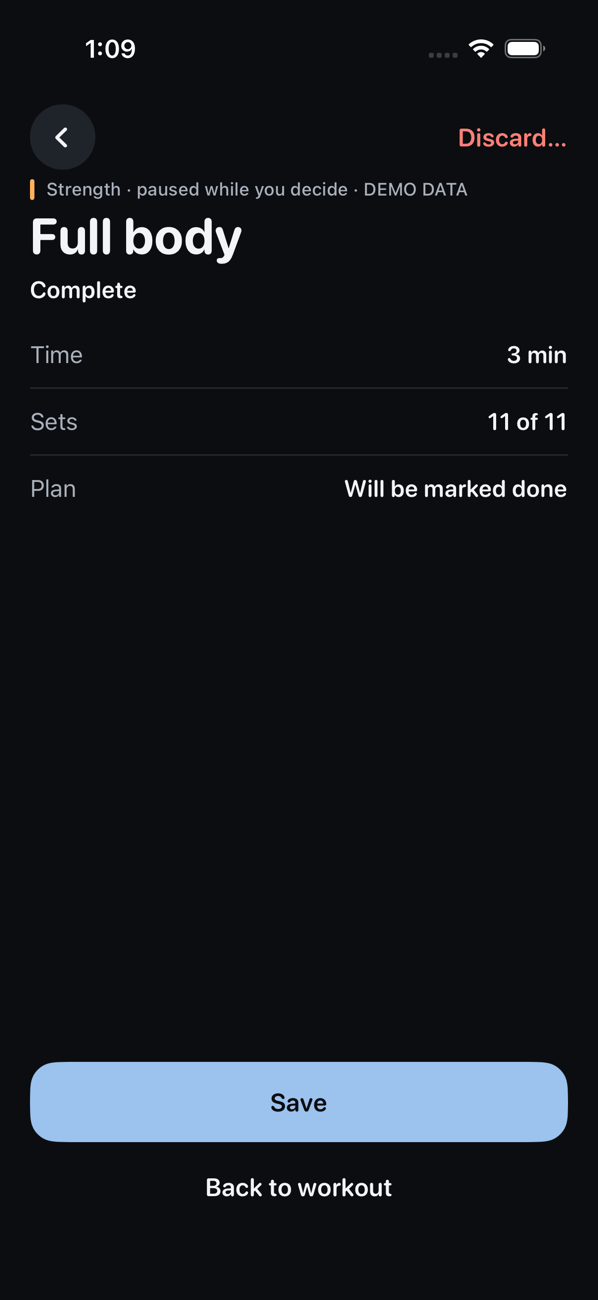 1:09
Discard...
Strength · paused while you decide · DEMO DATA
Full body
Complete
Time 3 min
Sets 11 of 11
Plan Will be marked done
Save
Back to workout